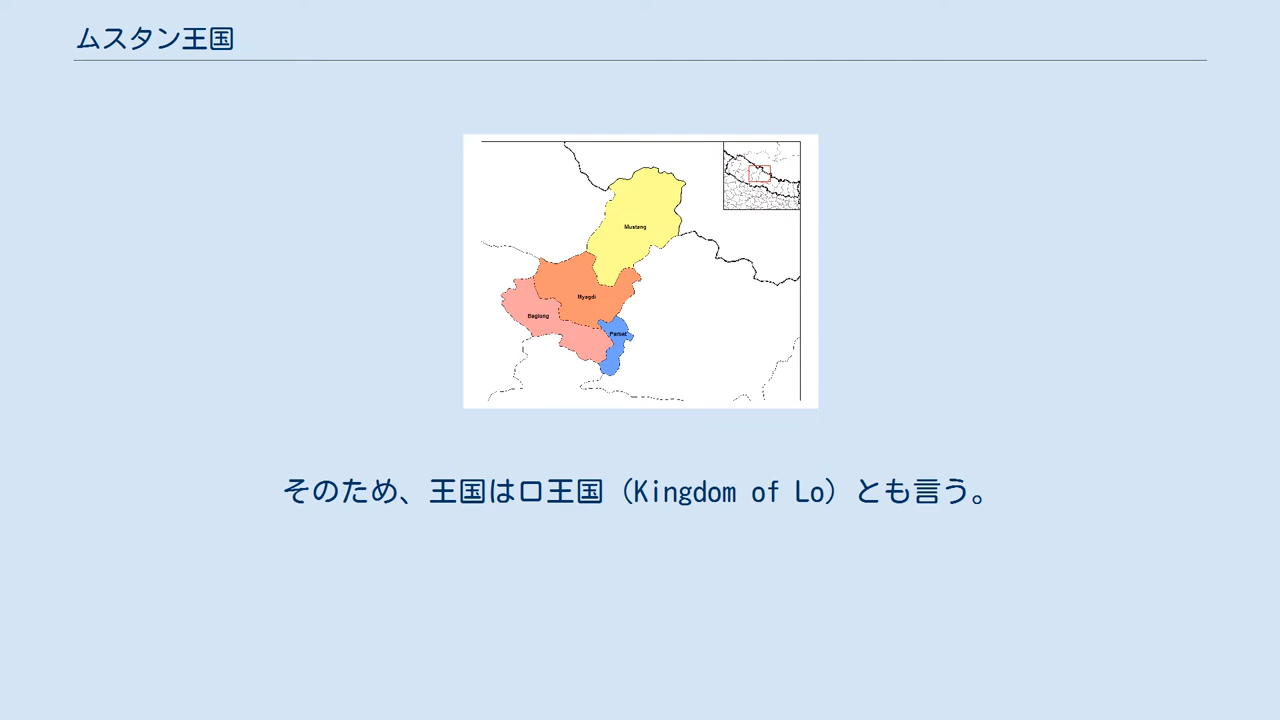 ムスタン王国
Mustang
Myagdi
Baglung
Parbat
そのため、王国はロ王国（Kingdom of Lo）とも言う。